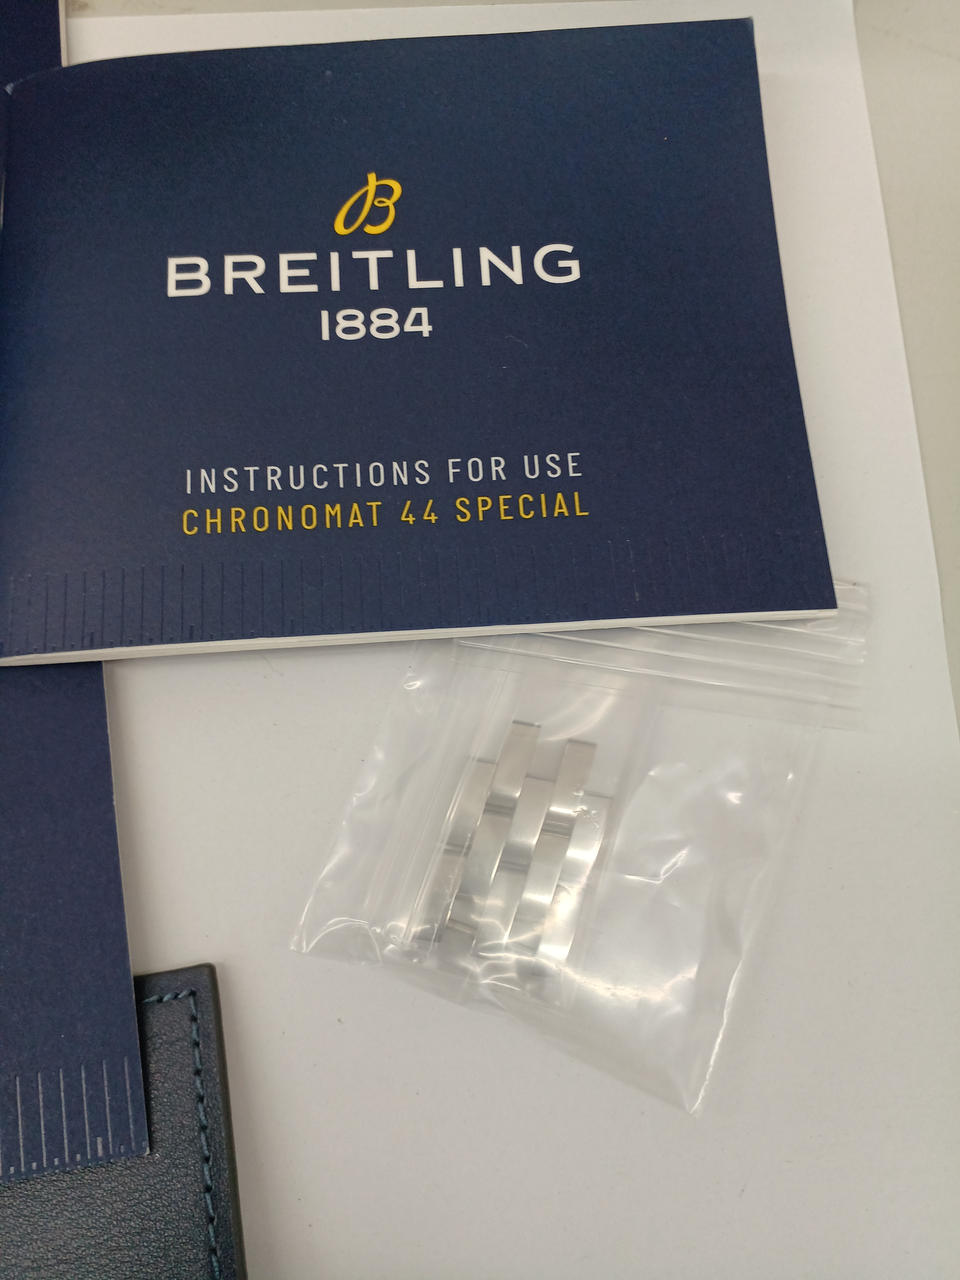 B
BREITLING
1884
INSTRUCTIONS FOR USE
CHRONOMAT 44 SPECIAL